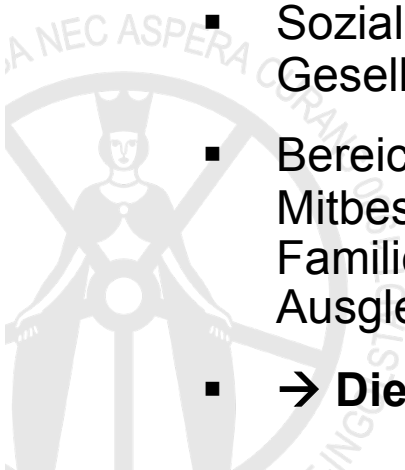 ▪ Sozial
Gesell
▪ Bereic
Mitbes
Famili
Ausgle
▪ → Die
NEC ASPERA